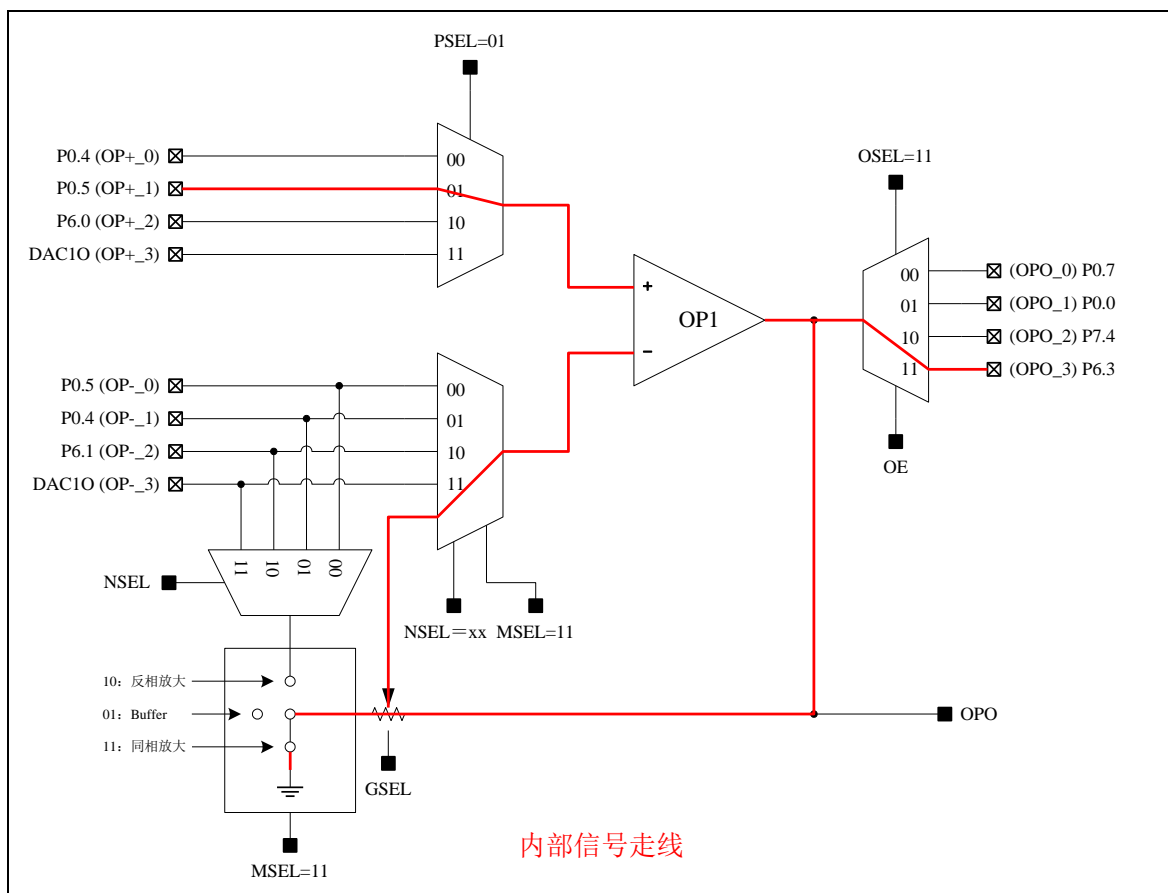 PSEL=01
P0.4 (OP+_0)
P0.5 (OP+_1)
P6.0 (OP+_2)
DAC1O (OP+_3)
00
01
10
11
OSEL=11
00
01
10
11
(OPO_0) P0.7
(OPO_1) P0.0
(OPO_2) P7.4
(OPO_3) P6.3
OE
+
OP1
−
P0.5 (OP-_0)
P0.4 (OP-_1)
P6.1 (OP-_2)
DAC1O (OP-_3)
00
01
10
11
11
10
01
00
NSEL
NSEL=xx MSEL=11
10：反相放大
01：Buffer
11：同相放大
GSEL
OPO
MSEL=11
内部信号走线